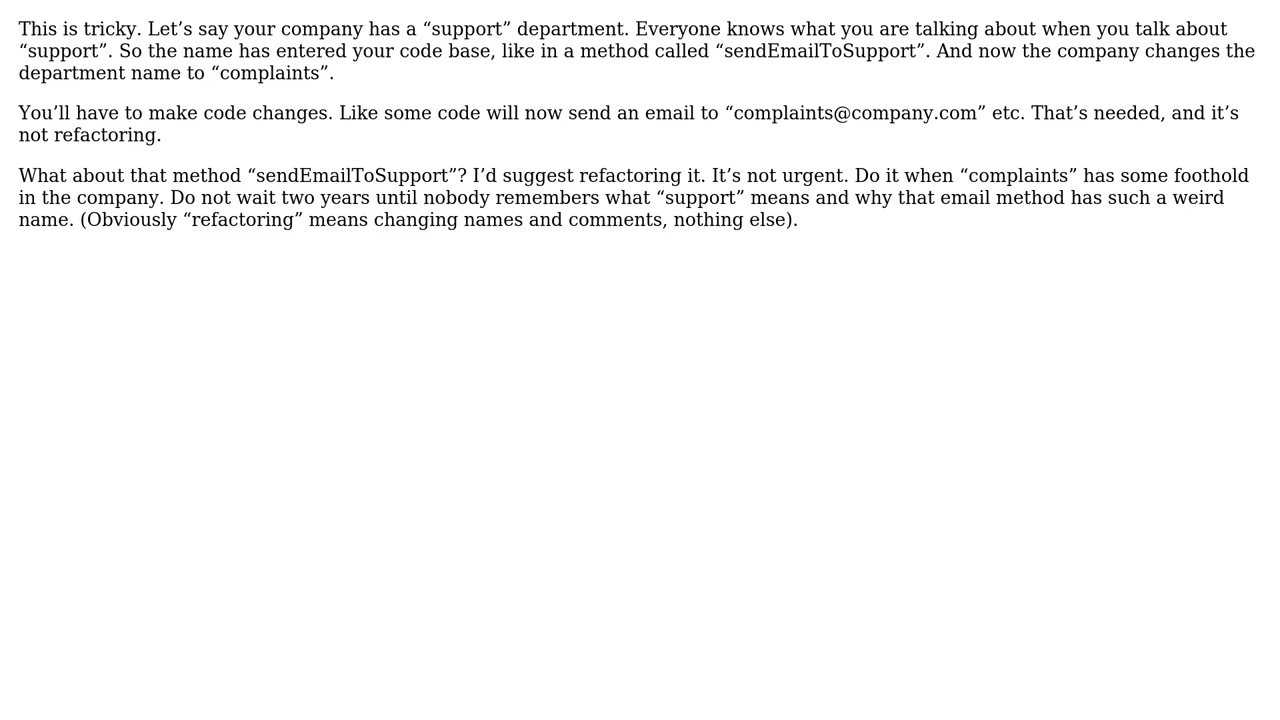 This is tricky. Let’s say your company has a “support” department. Everyone knows what you are talking about when you talk about
“support”. So the name has entered your code base, like in a method called “sendEmailToSupport”. And now the company changes the
department name to “complaints”.
You’ll have to make code changes. Like some code will now send an email to “complaints@company.com” etc. That’s needed, and it’s
not refactoring.
What about that method “sendEmailToSupport”? I’d suggest refactoring it. It’s not urgent. Do it when “complaints” has some foothold
in the company. Do not wait two years until nobody remembers what “support” means and why that email method has such a weird
name. (Obviously “refactoring” means changing names and comments, nothing else).